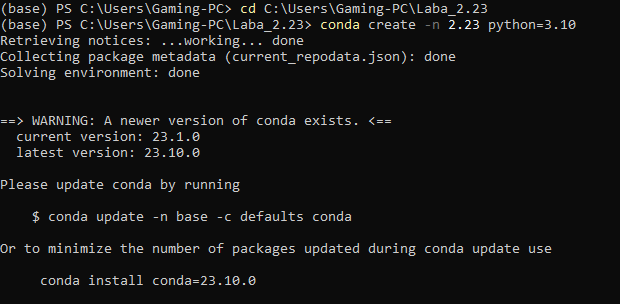 (base) PS C:\Users\Gaming-PC> cd C:\Users\Gaming-PC\Laba_2.23
(base) PS C:\Users\Gaming-PC\Laba_2.23> conda create -n 2.23 python=3.10
Retrieving notices: ...working... done
Collecting package metadata (current_repodata.json): done
Solving environment: done
==> WARNING: A newer version of conda exists. <==
current version: 23.1.0
latest version: 23.10.0
Please update conda by running
$ conda update -n base -c defaults conda
Or to minimize the number of packages updated during conda update use
conda install conda=23.10.0